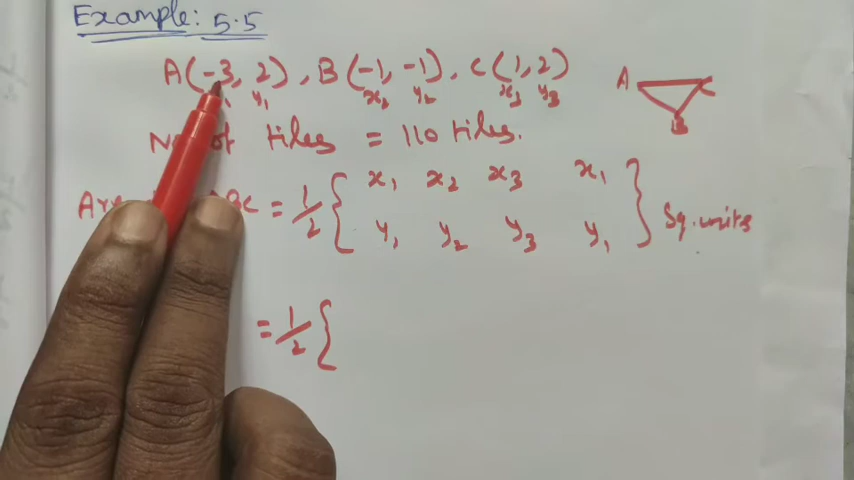 Example: 5.5
A(-3, 2), B(-1, -1), C(1, 2)
y₁ x₂ y₂ x₃ y₃
A C
B
of tiles = 110 tiles.
= 1/2 { x₁ x₂ x₃ x₁
y₁ y₂ y₃ y₁ } Sq.units
= 1/2 {